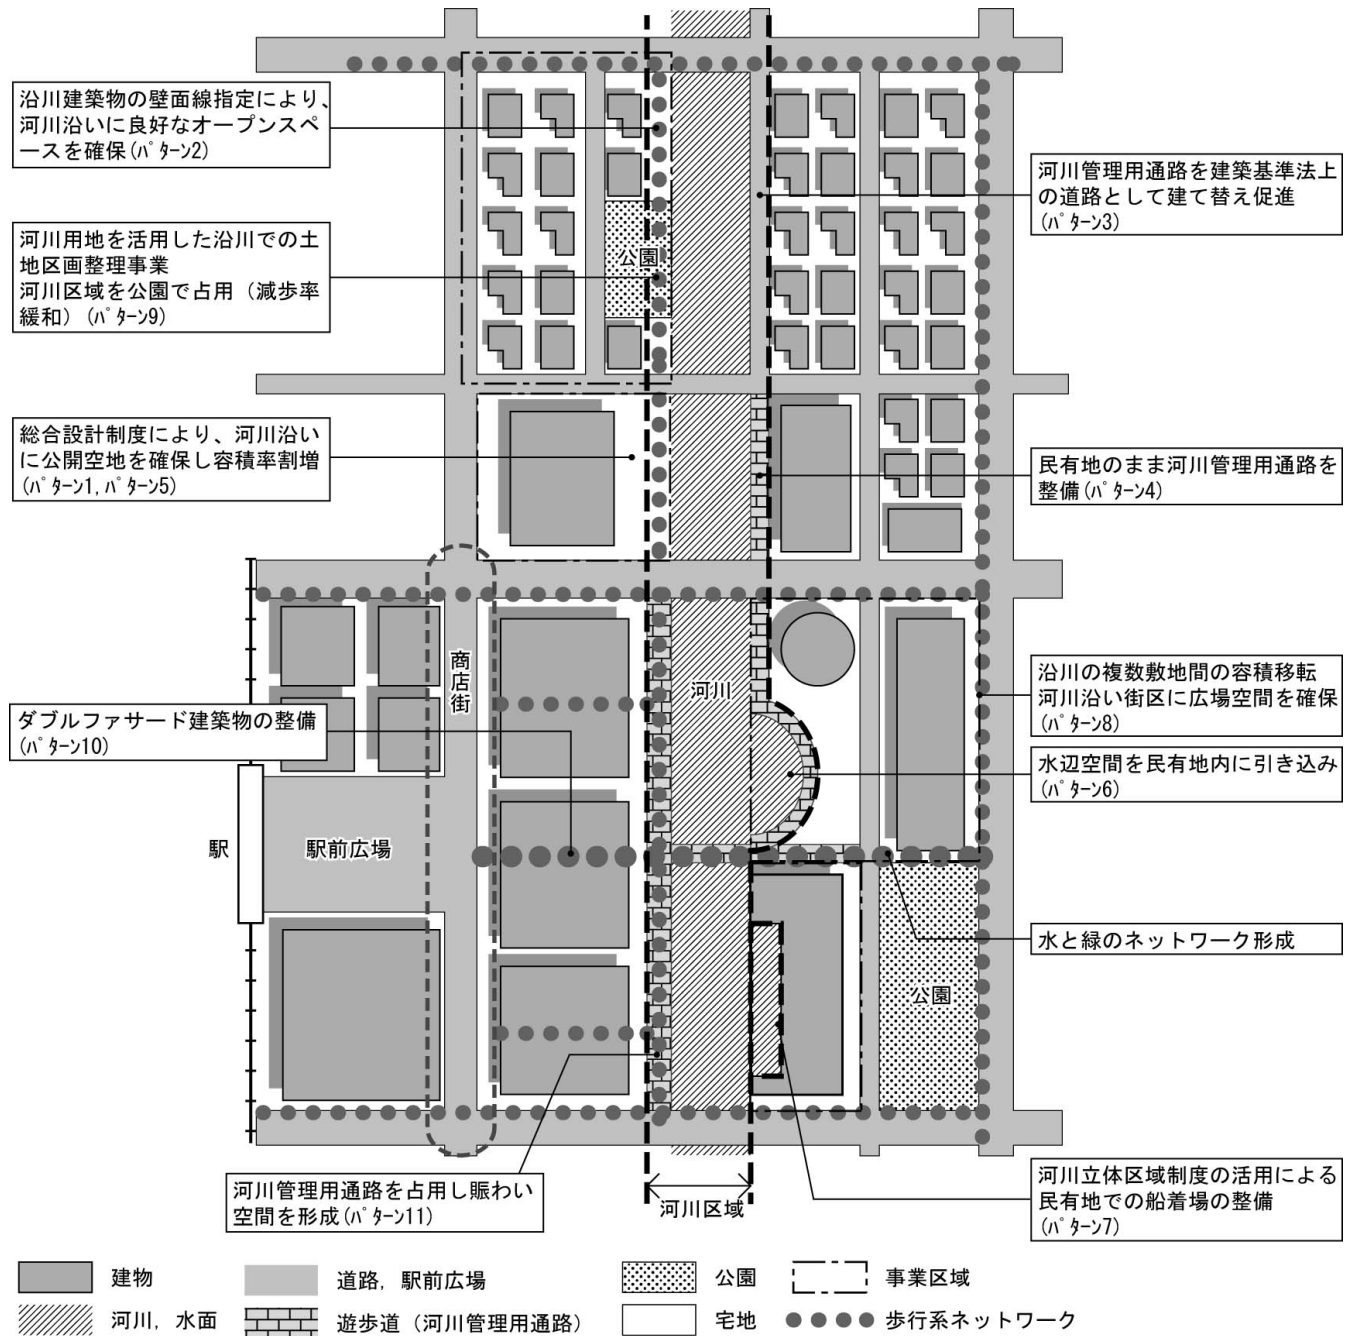 沿川建築物の壁面線指定により、
河川沿いに良好なオープンスペ
ースを確保(ﾊﾟﾀｰﾝ2)
河川用地を活用した沿川での土
地区画整理事業
河川区域を公園で占用（減歩率
緩和）(ﾊﾟﾀｰﾝ9)
総合設計制度により、河川沿い
に公開空地を確保し容積率割増
(ﾊﾟﾀｰﾝ1,ﾊﾟﾀｰﾝ5)
ダブルファサード建築物の整備
(ﾊﾟﾀｰﾝ10)
河川管理用通路を占用し賑わい
空間を形成(ﾊﾟﾀｰﾝ11)
公園
商店街
河川
駅
駅前広場
公園
河川区域
河川管理用通路を建築基準法上
の道路として建て替え促進
(ﾊﾟﾀｰﾝ3)
民有地のまま河川管理用通路を
整備(ﾊﾟﾀｰﾝ4)
沿川の複数敷地間の容積移転
河川沿い街区に広場空間を確保
(ﾊﾟﾀｰﾝ8)
水辺空間を民有地内に引き込み
(ﾊﾟﾀｰﾝ6)
水と緑のネットワーク形成
河川立体区域制度の活用による
民有地での船着場の整備
(ﾊﾟﾀｰﾝ7)
建物
道路，駅前広場
公園
事業区域
河川，水面
遊歩道（河川管理用通路）
宅地
歩行系ネットワーク